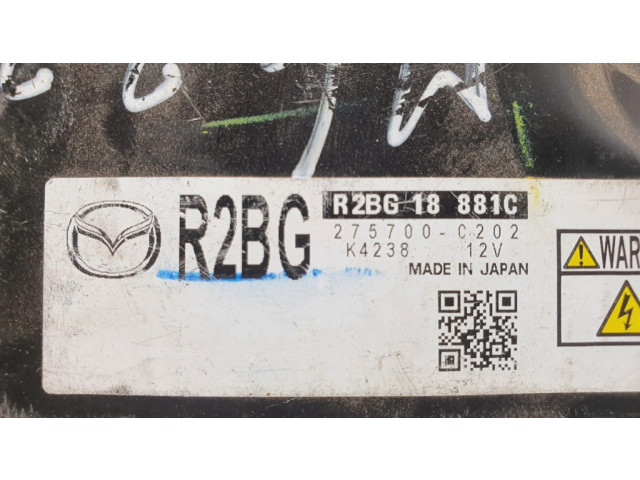 R2BG
R2BG 18 881C
275700-C202
K4238 12V
MADE IN JAPAN
WAR